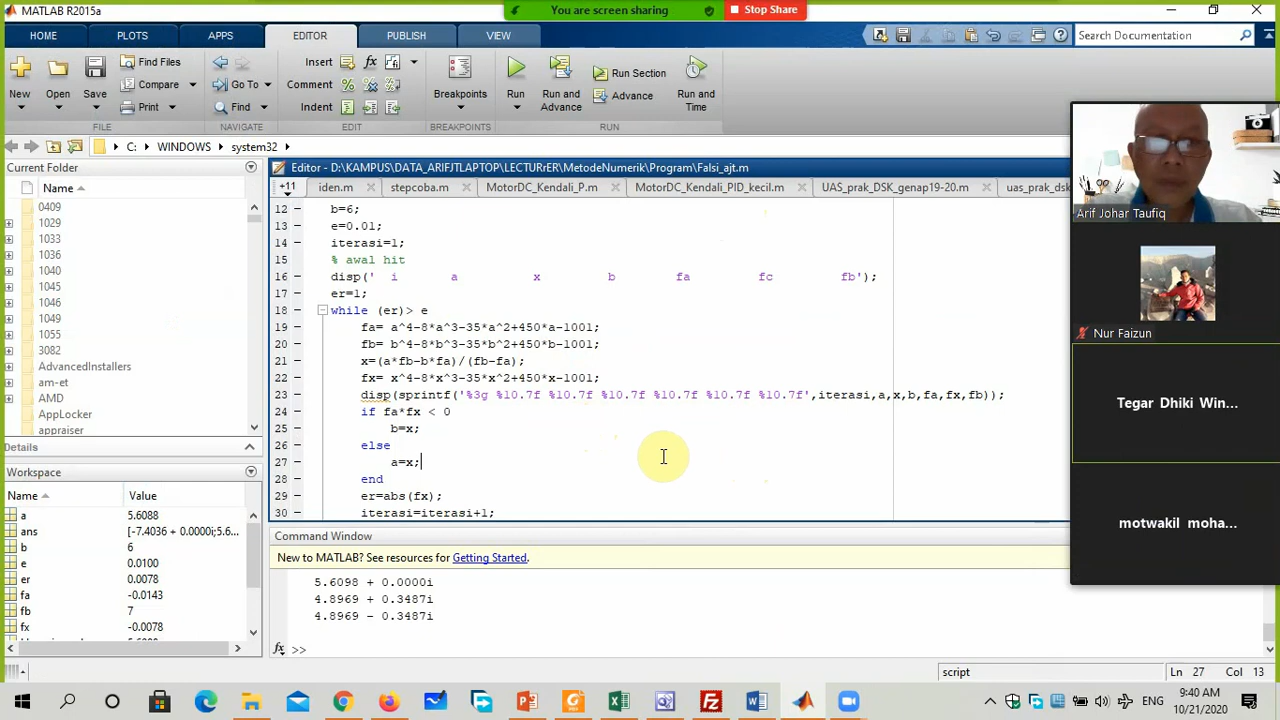 MATLAB R2015a
You are screen sharing
Stop Share
HOME
PLOTS
APPS
EDITOR
PUBLISH
VIEW
Search Documentation
New
Open
Save
Find Files
Compare
Print
Go To
Find
Insert
Comment
Indent
Breakpoints
Run
Run and Advance
Run Section
Advance
Run and Time
FILE
NAVIGATE
EDIT
BREAKPOINTS
RUN
C:
WINDOWS
system32
Current Folder
Name
0409
1029
1033
1036
1040
1043
1046
1049
1055
3082
AdvancedInstallers
am-et
AMD
AppLocker
appraiser
Details
Workspace
Name
Value
a
5.6088
ans
[-7.4036 + 0.0000i;5.6...
b
6
e
0.0100
er
0.0078
fa
-0.0143
fb
7
fx
-0.0078
Editor - D:\KAMPUS\DATA_ARIFJTLAPTOP\LECTURrER\MetodeNumerik\Program\Falsi_ajt.m
+11
iden.m
stepcoba.m
MotorDC_Kendali_P.m
MotorDC_Kendali_PID_kecil.m
UAS_prak_DSK_genap19-20.m
uas_prak_dsk
12 b=6;
13 e=0.01;
14 iterasi=1;
15 % awal hit
16 disp(' i a x b fa fc fb');
17 er=1;
18 while (er)> e
19 fa= a^4-8*a^3-35*a^2+450*a-1001;
20 fb= b^4-8*b^3-35*b^2+450*b-1001;
21 x=(a*fb-b*fa)/(fb-fa);
22 fx= x^4-8*x^3-35*x^2+450*x-1001;
23 disp(sprintf('%3g %10.7f %10.7f %10.7f %10.7f %10.7f %10.7f',iterasi,a,x,b,fa,fx,fb));
24 if fa*fx < 0
25 b=x;
26 else
27 a=x;
28 end
29 er=abs(fx);
30 iterasi=iterasi+1;
Command Window
New to MATLAB? See resources for Getting Started.
5.6098 + 0.0000i
4.8969 + 0.3487i
4.8969 - 0.3487i
fx >>
Arif Johar Taufiq
Nur Faizun
Tegar Dhiki Win...
motwakil moha...
script
Ln 27 Col 13
ENG
9:40 AM
10/21/2020